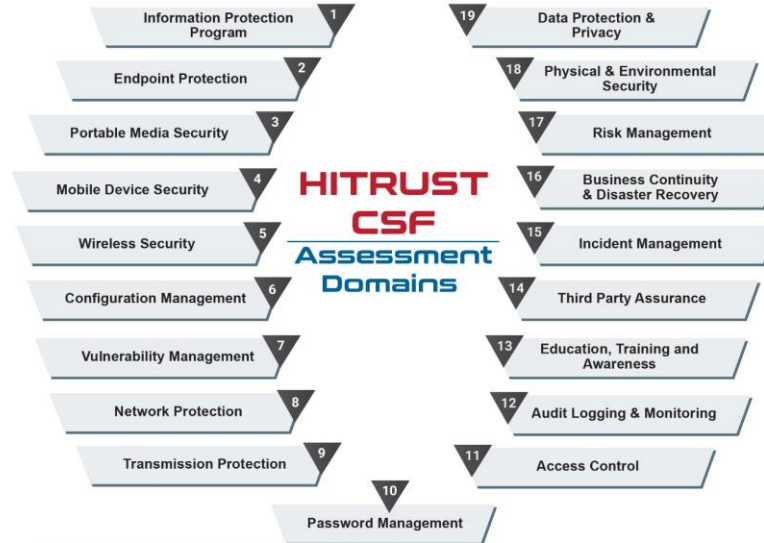 1
Information Protection
Program
2
Endpoint Protection
3
Portable Media Security
4
Mobile Device Security
5
Wireless Security
6
Configuration Management
7
Vulnerability Management
8
Network Protection
9
Transmission Protection
10
Password Management
HITRUST
CSF
Assessment
Domains
19
Data Protection &
Privacy
18
Physical & Environmental
Security
17
Risk Management
16
Business Continuity
& Disaster Recovery
15
Incident Management
14
Third Party Assurance
13
Education, Training and
Awareness
12
Audit Logging & Monitoring
11
Access Control